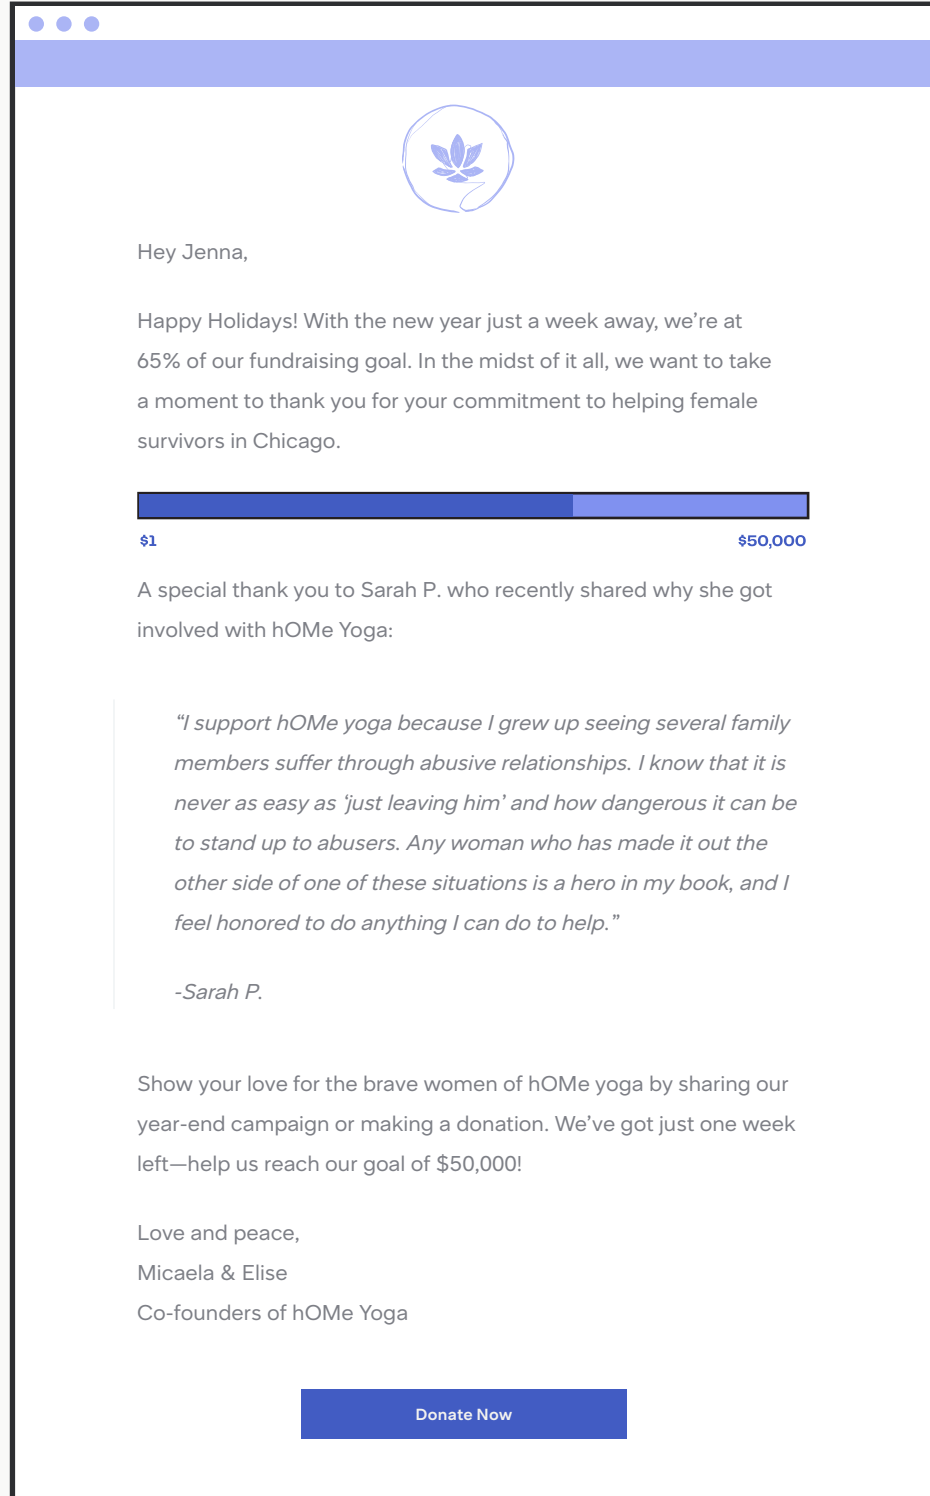 Hey Jenna,
Happy Holidays! With the new year just a week away, we’re at
65% of our fundraising goal. In the midst of it all, we want to take
a moment to thank you for your commitment to helping female
survivors in Chicago.
$1 $50,000
A special thank you to Sarah P. who recently shared why she got
involved with hOMe Yoga:
“I support hOMe yoga because I grew up seeing several family
members suffer through abusive relationships. I know that it is
never as easy as ‘just leaving him’ and how dangerous it can be
to stand up to abusers. Any woman who has made it out the
other side of one of these situations is a hero in my book, and I
feel honored to do anything I can do to help.”
-Sarah P.
Show your love for the brave women of hOMe yoga by sharing our
year-end campaign or making a donation. We’ve got just one week
left—help us reach our goal of $50,000!
Love and peace,
Micaela & Elise
Co-founders of hOMe Yoga
Donate Now